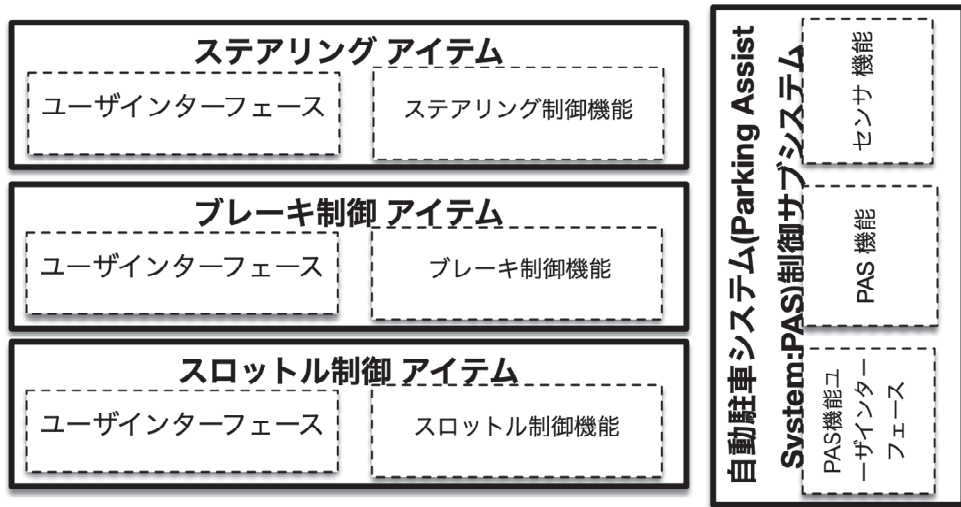 ステアリング アイテム
ユーザインターフェース
ステアリング制御機能
ブレーキ制御 アイテム
ユーザインターフェース
ブレーキ制御機能
スロットル制御 アイテム
ユーザインターフェース
スロットル制御機能
自動駐車システム(Parking Assist
System:PAS)制御サブシステム
センサ 機能
PAS 機能
PAS機能ユ
ーザインター
フェース